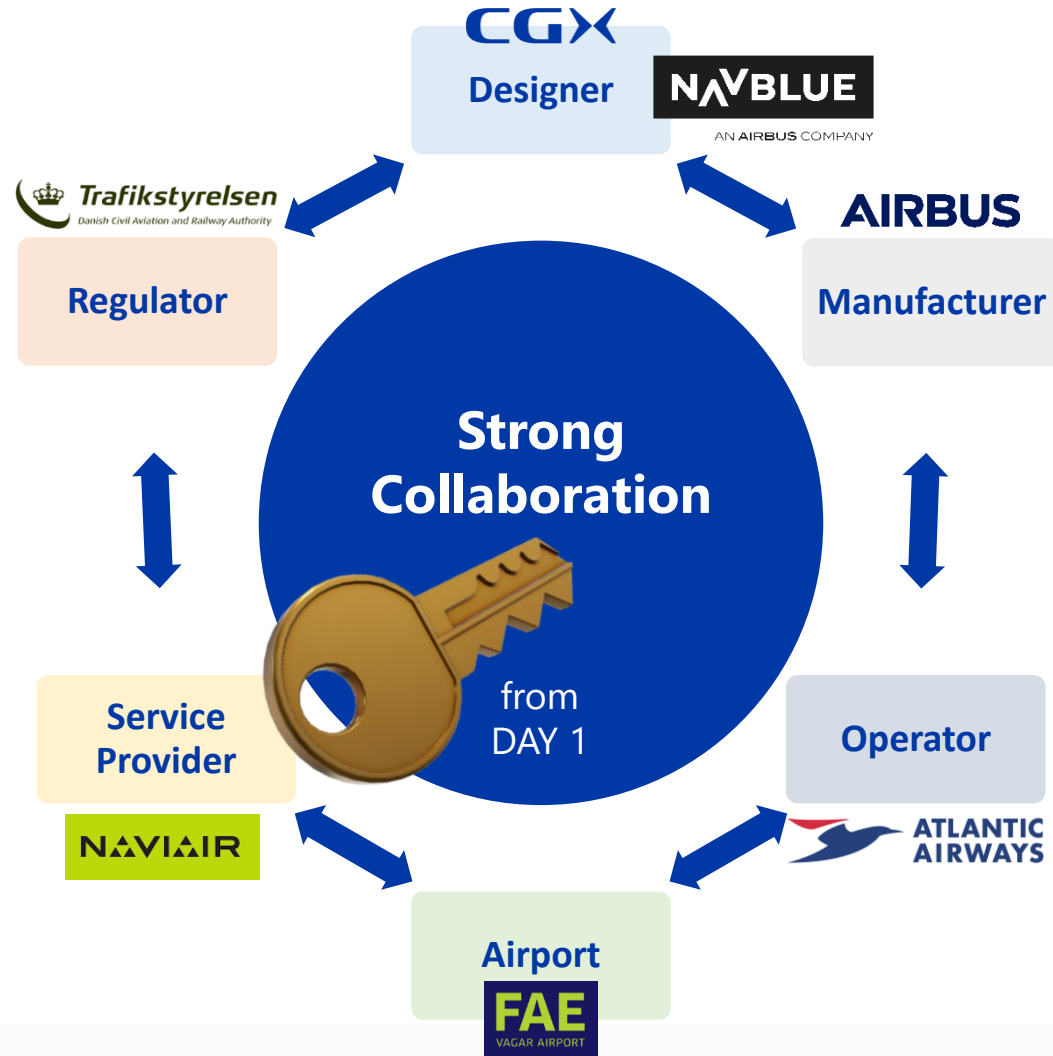 CGX
Designer
NAVBLUE
AN AIRBUS COMPANY
Trafikstyrelsen
Danish Civil Aviation and Railway Authority
Regulator
AIRBUS
Manufacturer
Strong
Collaboration
from
DAY 1
Service
Provider
NAVIAIR
Operator
ATLANTIC
AIRWAYS
Airport
FAE
VAGAR AIRPORT